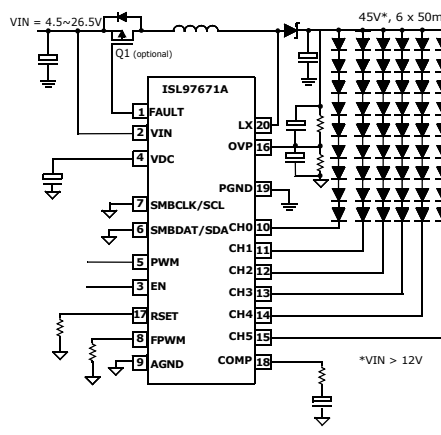 VIN = 4.5~26.5V
45V*, 6 x 50m
Q1 (optional)
ISL97671A
1 FAULT
2 VIN
4 VDC
7 SMBCLK/SCL
6 SMBDAT/SDA
5 PWM
3 EN
17 RSET
8 FPWM
9 AGND
LX 20
OVP 16
PGND 19
CH0 10
CH1 11
CH2 12
CH3 13
CH4 14
CH5 15
COMP 18
*VIN > 12V